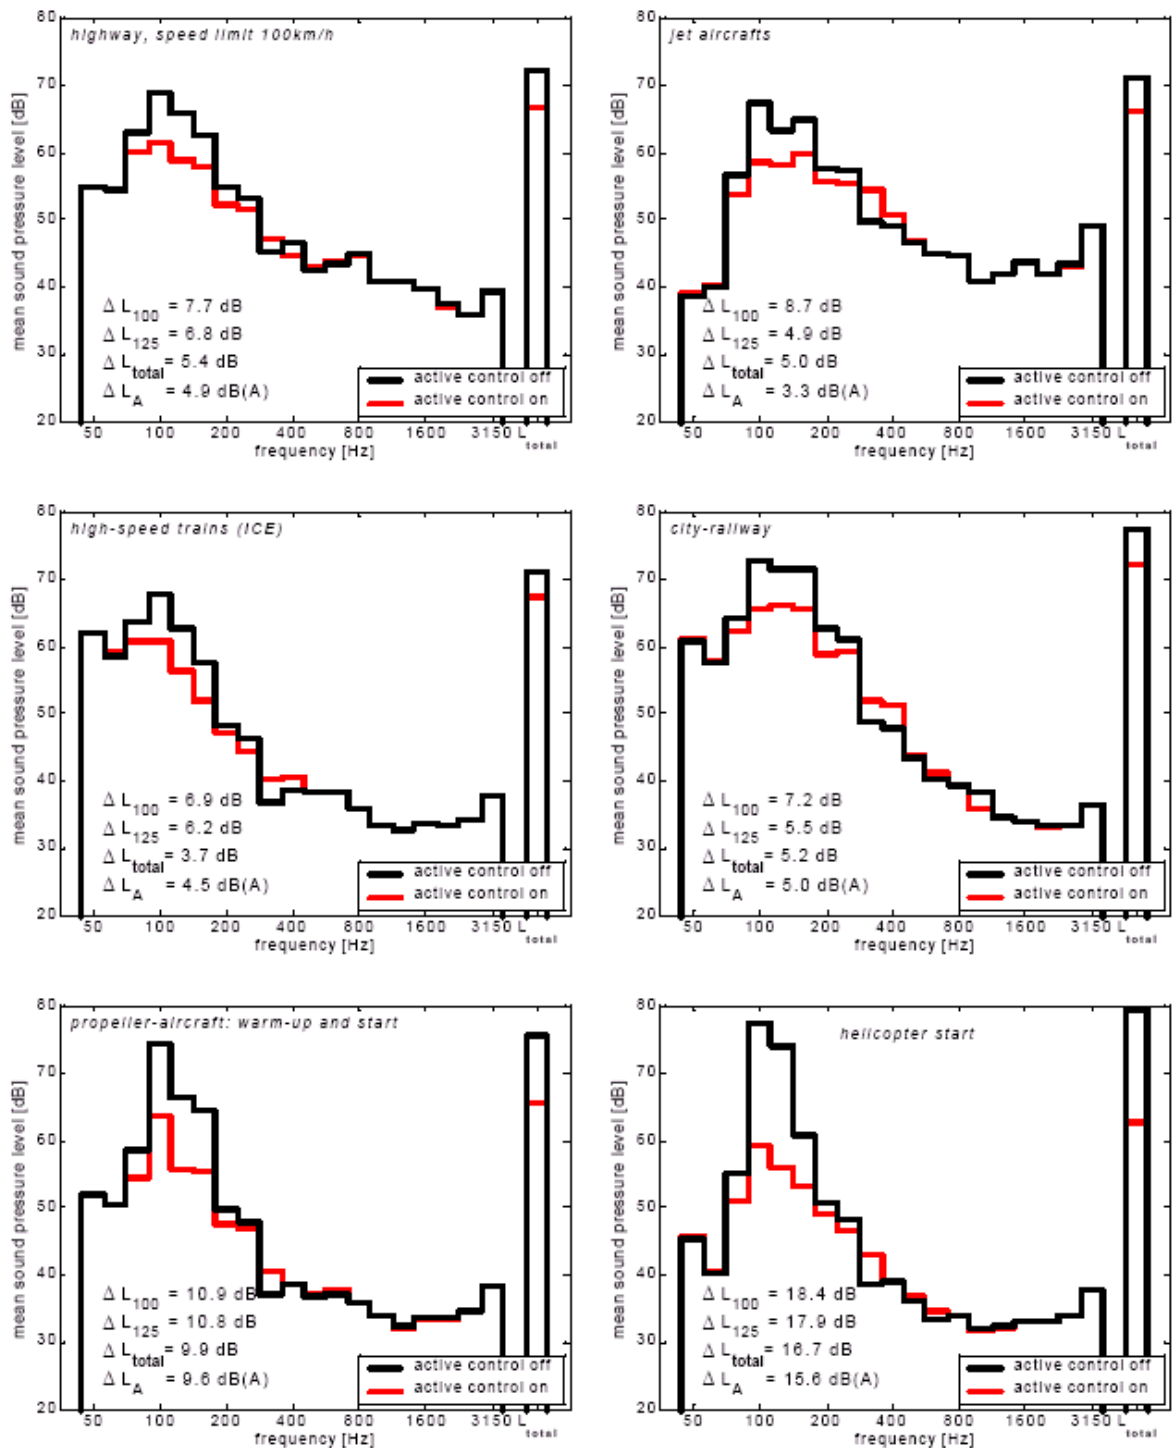 highway, speed limit 100km/h
mean sound pressure level [dB]
80
70
60
50
40
30
20
Δ L100 = 7.7 dB
Δ L125 = 6.8 dB
Δ Ltotal = 5.4 dB
Δ LA = 4.9 dB(A)
active control off
active control on
50 100 200 400 800 1600 3150 Ltotal
frequency [Hz]
jet aircrafts
mean sound pressure level [dB]
80
70
60
50
40
30
20
Δ L100 = 8.7 dB
Δ L125 = 4.9 dB
Δ Ltotal = 5.0 dB
Δ LA = 3.3 dB(A)
active control off
active control on
50 100 200 400 800 1600 3150 Ltotal
frequency [Hz]
high-speed trains (ICE)
mean sound pressure level [dB]
80
70
60
50
40
30
20
Δ L100 = 6.9 dB
Δ L125 = 6.2 dB
Δ Ltotal = 3.7 dB
Δ LA = 4.5 dB(A)
active control off
active control on
50 100 200 400 800 1600 3150 Ltotal
frequency [Hz]
city-railway
mean sound pressure level [dB]
80
70
60
50
40
30
20
Δ L100 = 7.2 dB
Δ L125 = 5.5 dB
Δ Ltotal = 5.2 dB
Δ LA = 5.0 dB(A)
active control off
active control on
50 100 200 400 800 1600 3150 Ltotal
frequency [Hz]
propeller-aircraft: warm-up and start
mean sound pressure level [dB]
80
70
60
50
40
30
20
Δ L100 = 10.9 dB
Δ L125 = 10.8 dB
Δ Ltotal = 9.9 dB
Δ LA = 9.6 dB(A)
active control off
active control on
50 100 200 400 800 1600 3150 Ltotal
frequency [Hz]
helicopter start
mean sound pressure level [dB]
80
70
60
50
40
30
20
Δ L100 = 18.4 dB
Δ L125 = 17.9 dB
Δ Ltotal = 16.7 dB
Δ LA = 15.6 dB(A)
active control off
active control on
50 100 200 400 800 1600 3150 Ltotal
frequency [Hz]